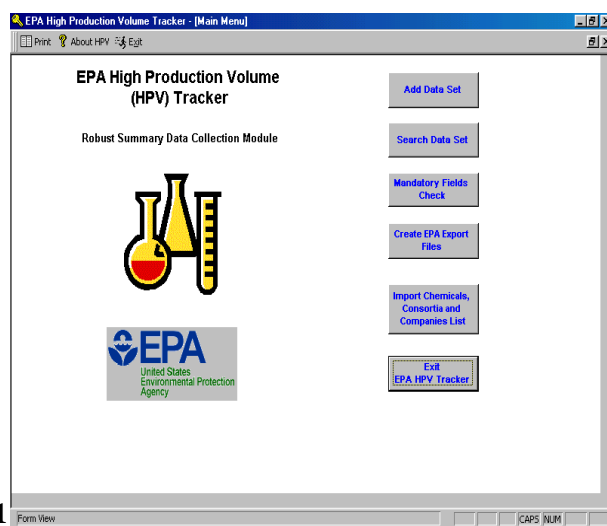 EPA High Production Volume Tracker - [Main Menu]
Print ? About HPV Exit
EPA High Production Volume
(HPV) Tracker
Robust Summary Data Collection Module
EPA
United States
Environmental Protection
Agency
Add Data Set
Search Data Set
Mandatory Fields
Check
Create EPA Export
Files
Import Chemicals,
Consortia and
Companies List
Exit
EPA HPV Tracker
1
Form View
CAPS NUM